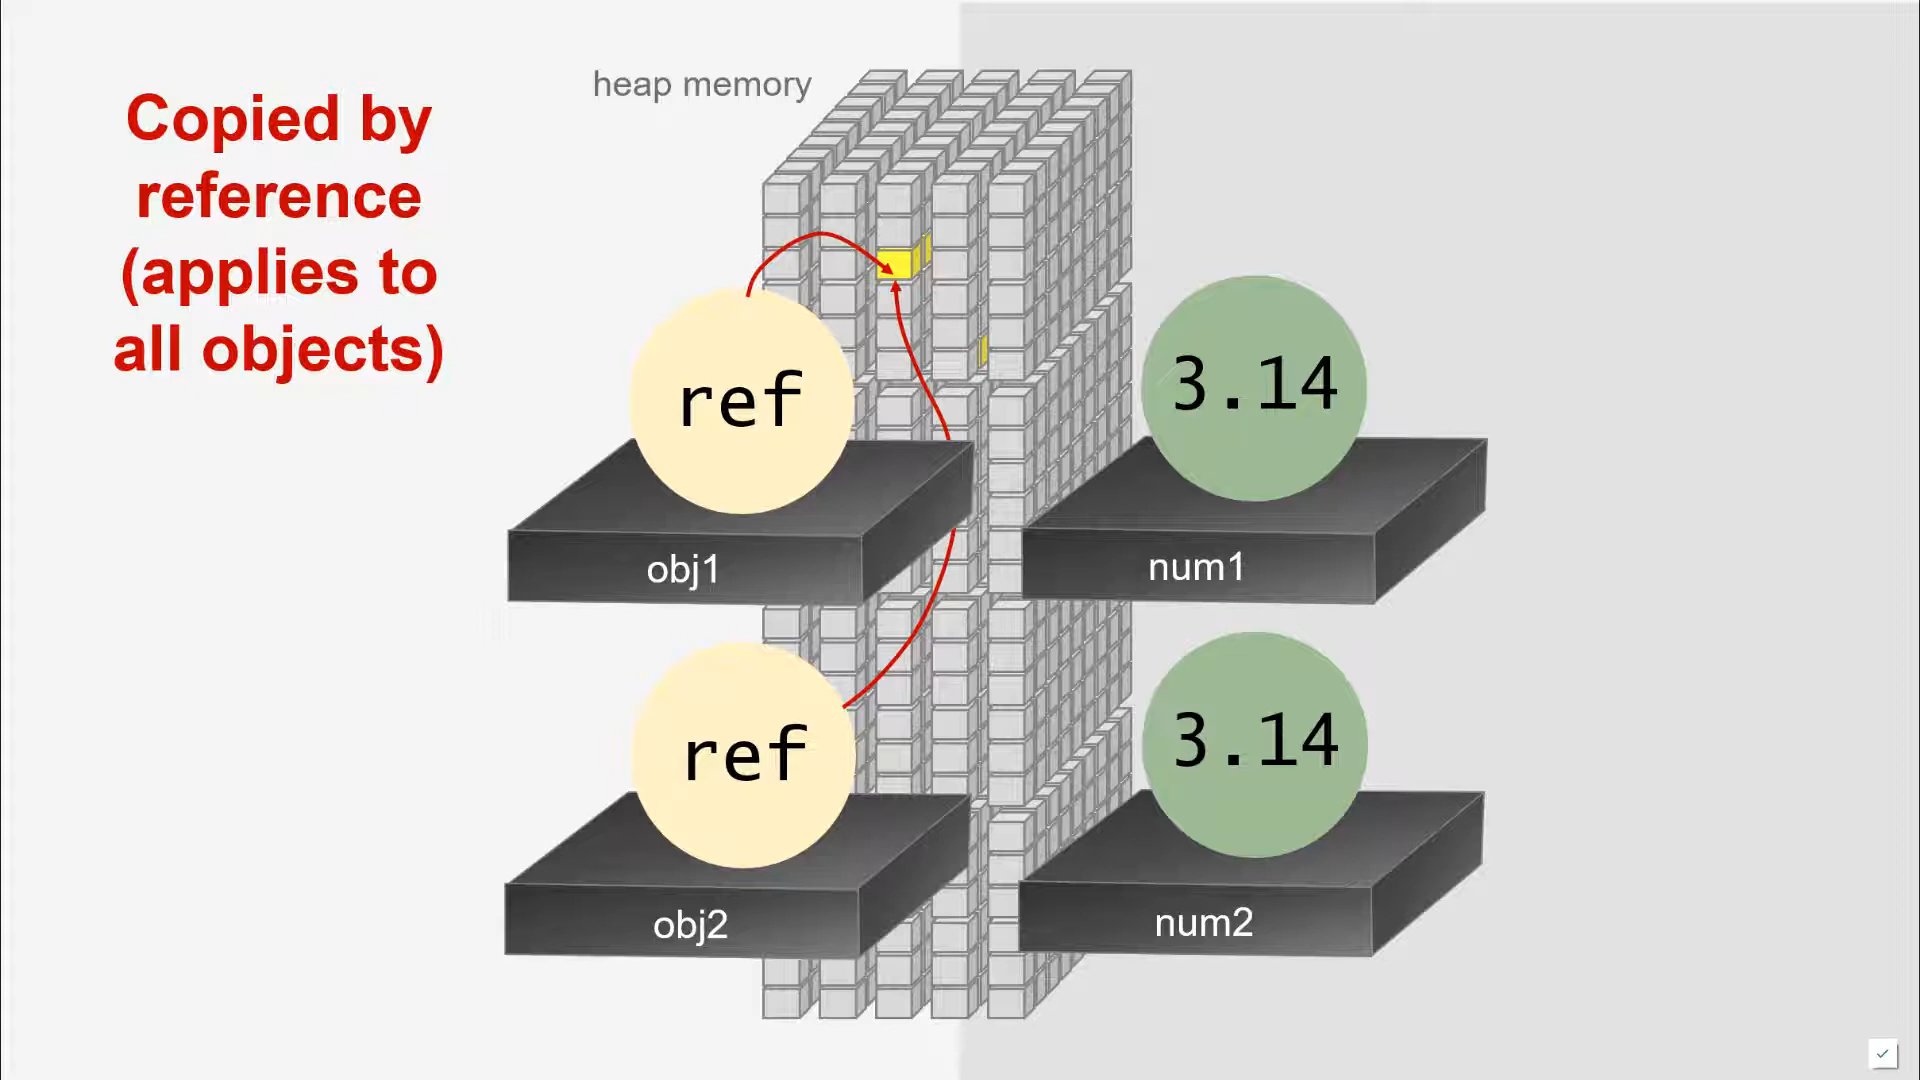 heap memory
Copied by
reference
(applies to
all objects)
ref
3.14
obj1
num1
ref
3.14
obj2
num2